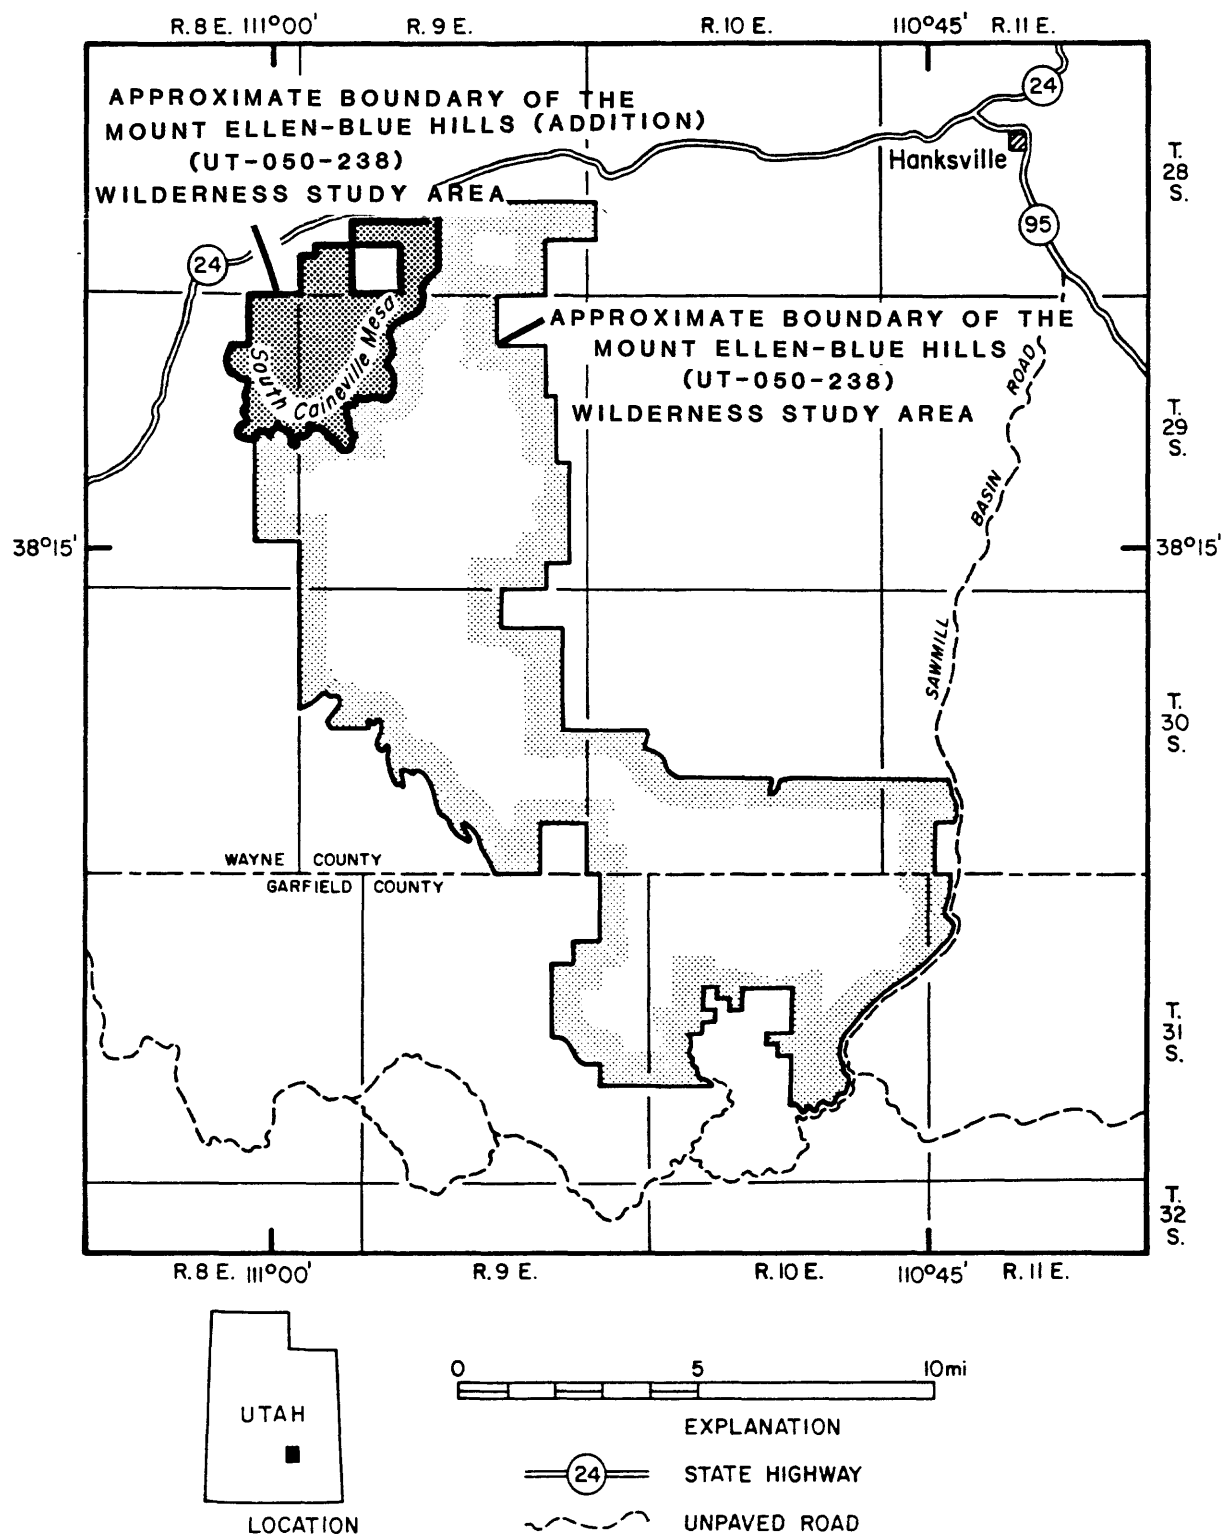 R. 8 E. 111°00' R. 9 E. R. 10 E. 110°45' R. 11 E.
24
APPROXIMATE BOUNDARY OF THE
MOUNT ELLEN-BLUE HILLS (ADDITION)
(UT-050-238)
WILDERNESS STUDY AREA
Hanksville
T.
28
S.
95
24
South Caineville Mesa
APPROXIMATE BOUNDARY OF THE
MOUNT ELLEN-BLUE HILLS
(UT-050-238)
WILDERNESS STUDY AREA
T.
29
S.
SAWMILL BASIN ROAD
38°15' 38°15'
T.
30
S.
WAYNE COUNTY
GARFIELD COUNTY
T.
31
S.
T.
32
S.
R. 8 E. 111°00' R. 9 E. R. 10 E. 110°45' R. 11 E.
UTAH
LOCATION
0 5 10 mi
EXPLANATION
24 STATE HIGHWAY
UNPAVED ROAD